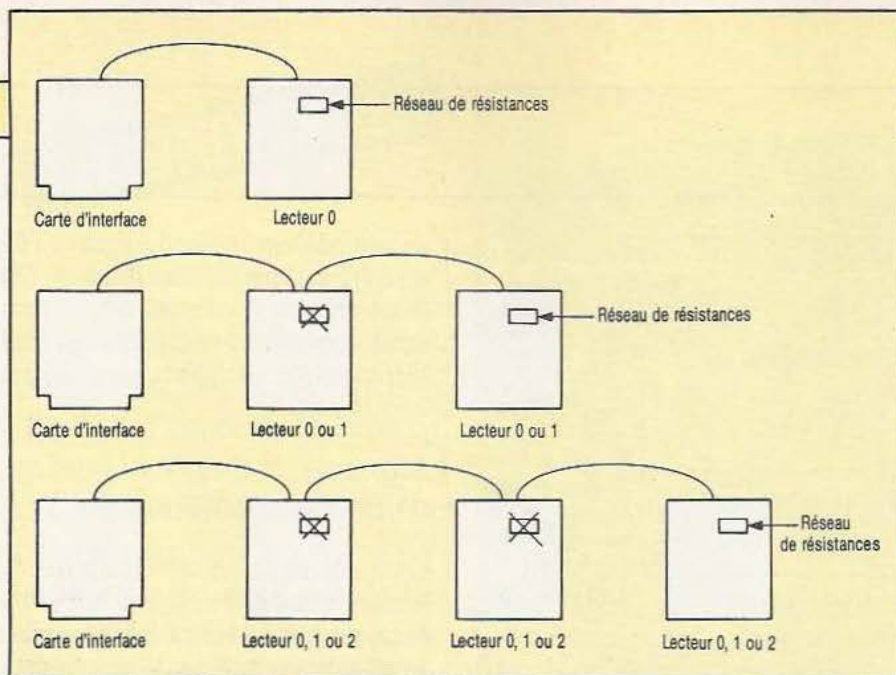 Réseau de résistances
Carte d'interface
Lecteur 0
Réseau de résistances
Carte d'interface
Lecteur 0 ou 1
Lecteur 0 ou 1
Réseau
de résistances
Carte d'interface
Lecteur 0, 1 ou 2
Lecteur 0, 1 ou 2
Lecteur 0, 1 ou 2